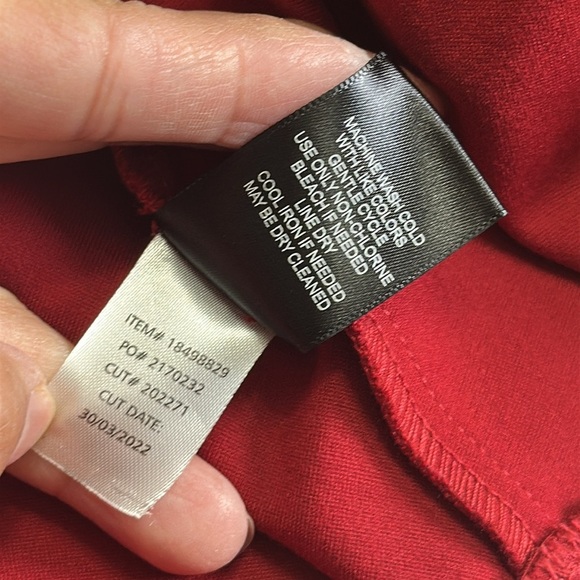 MACHINE WASH COLD
WITH LIKE COLORS
GENTLE CYCLE
USE ONLY NON-CHLORINE
BLEACH IF NEEDED
LINE DRY
COOL IRON IF NEEDED
MAY BE DRY CLEANED
ITEM# 18498829
PO# 2170232
CUT# 202271
CUT DATE:
30/03/2022